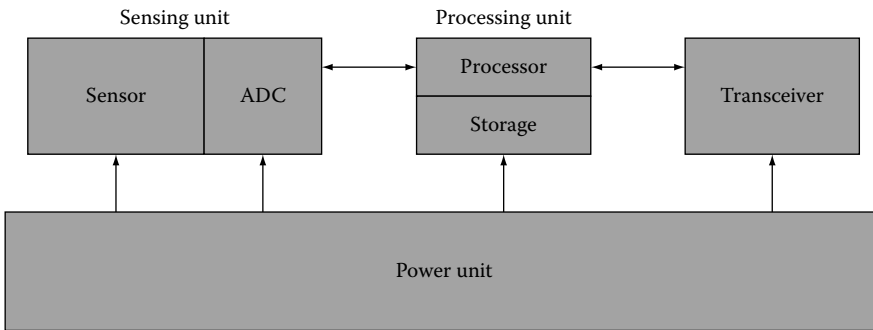 Sensing unit
Processing unit
Sensor
ADC
Processor
Storage
Transceiver
Power unit